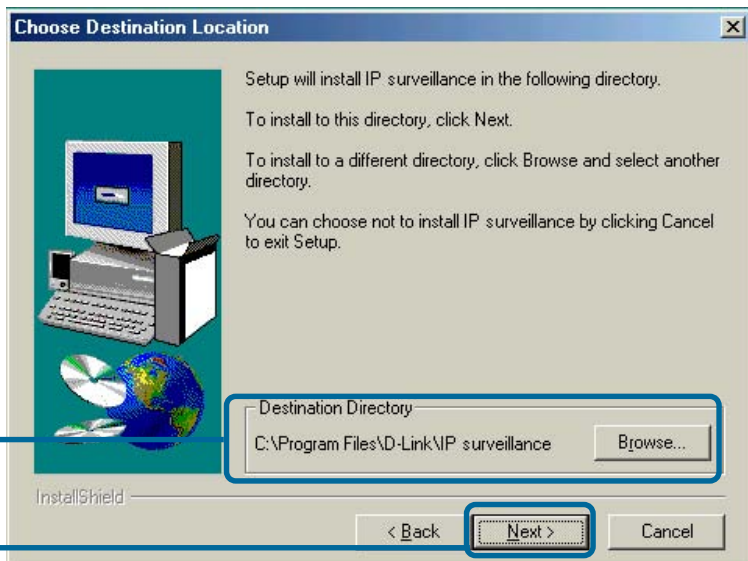 Choose Destination Location
Setup will install IP surveillance in the following directory.
To install to this directory, click Next.
To install to a different directory, click Browse and select another
directory.
You can choose not to install IP surveillance by clicking Cancel
to exit Setup.
Destination Directory
C:\Program Files\D-Link\IP surveillance
Browse...
InstallShield
< Back
Next >
Cancel